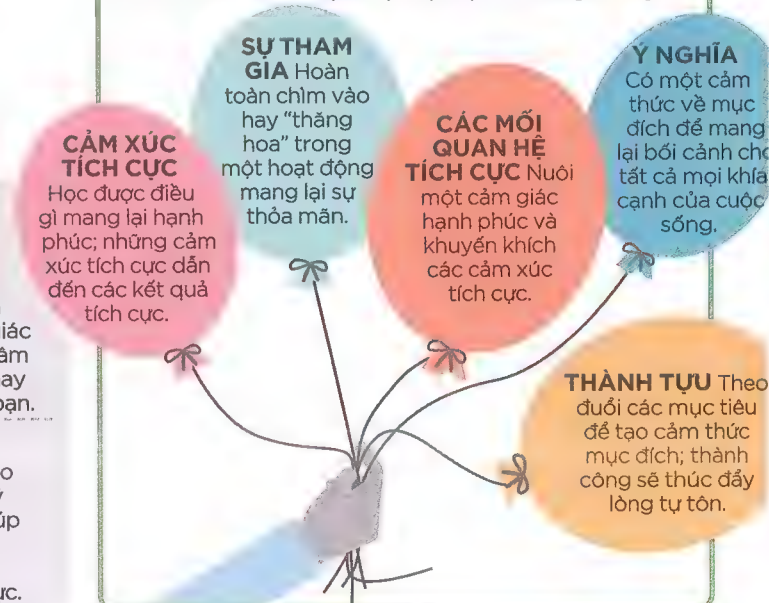 SỰ THAM
GIA Hoàn
toàn chìm vào
hay “thăng
hoa” trong
một hoạt động
mang lại sự
thỏa mãn.
Ý NGHĨA
Có một cảm
thức về mục
đích để mang
lại bối cảnh cho
tất cả mọi khía
cạnh của cuộc
sống.
CẢM XÚC
TÍCH CỰC
Học được điều
gì mang lại hạnh
phúc; những cảm
xúc tích cực dẫn
đến các kết quả
tích cực.
CÁC MỐI
QUAN HỆ
TÍCH CỰC Nuôi
một cảm giác
hạnh phúc và
khuyến khích
các cảm xúc
tích cực.
THÀNH TỰU Theo
đuổi các mục tiêu
để tạo cảm thức
mục đích; thành
công sẽ thúc đẩy
lòng tự tôn.
bạn.